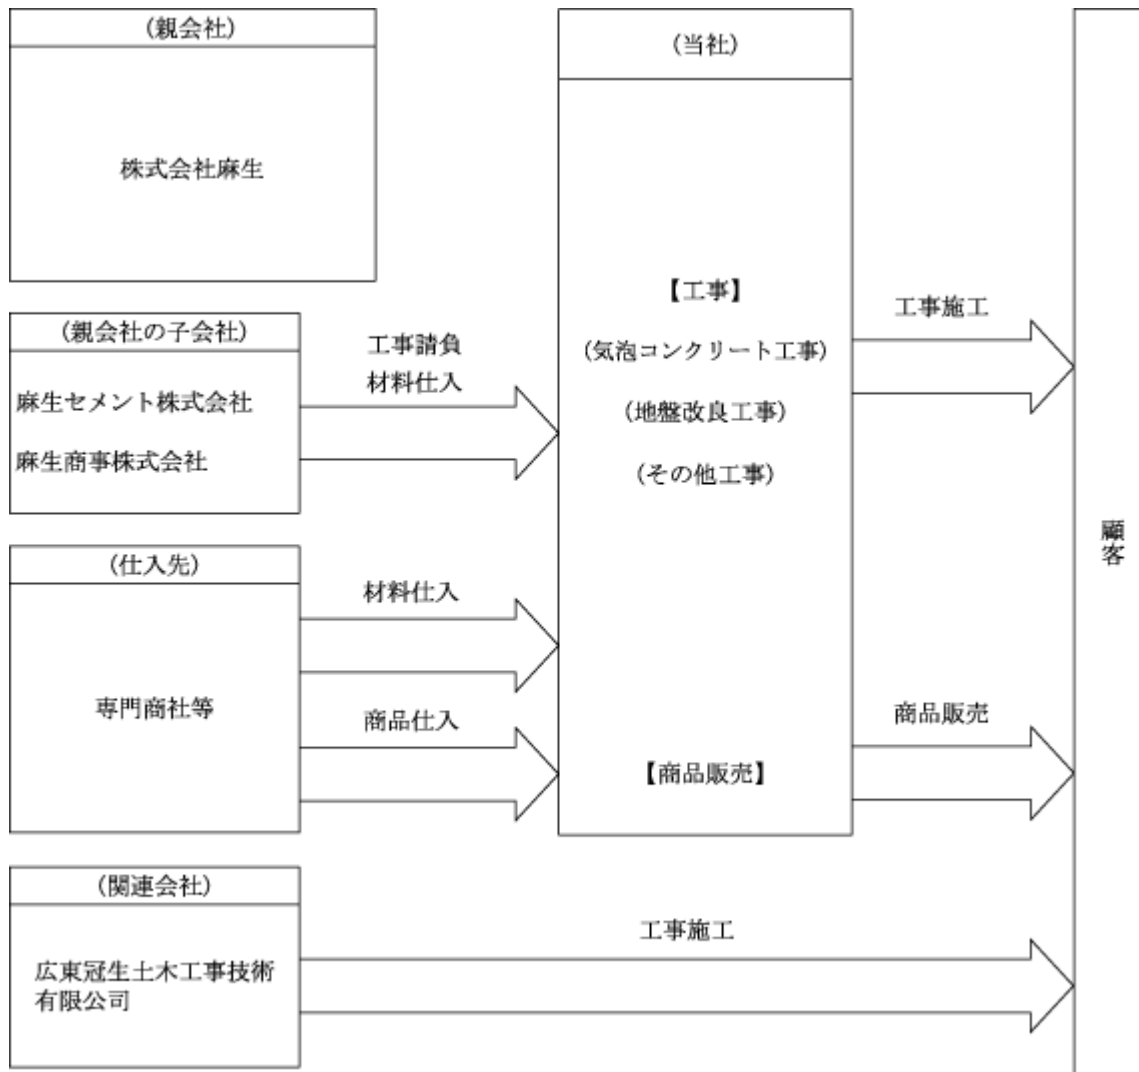 (親会社)
株式会社麻生
(親会社の子会社)
麻生セメント株式会社
麻生商事株式会社
工事請負
材料仕入
(仕入先)
専門商社等
材料仕入
商品仕入
(関連会社)
広東冠生土木工事技術
有限公司
工事施工
(当社)
【工事】
(気泡コンクリート工事)
(地盤改良工事)
(その他工事)
【商品販売】
工事施工
商品販売
顧客